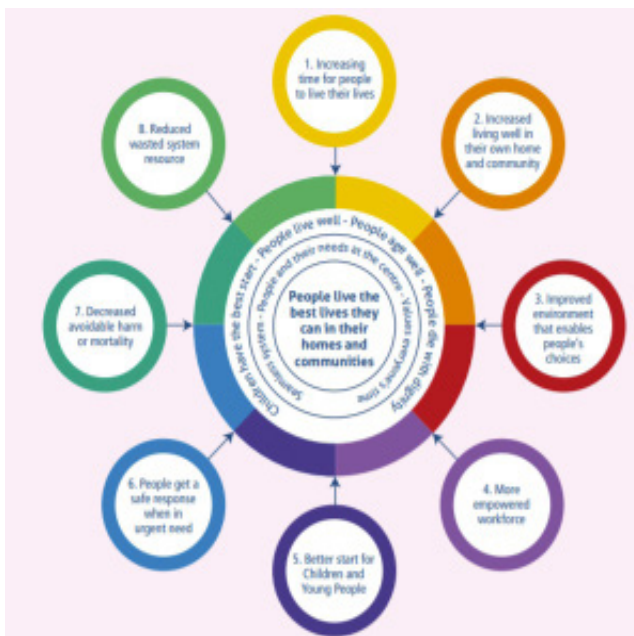 1. Increasing
time for people
to live their lives
2. Increased
living well in
their own home
and community
3. Improved
environment
that enables
people's
choices
4. More
empowered
workforce
5. Better start for
Children and
Young People
6. People get a
safe response
when in
urgent need
7. Decreased
avoidable harm
or mortality
8. Reduced
wasted system
resource
Children have the best start - People live well - People age well - People die with dignity
Seamless system - People and their needs at the centre - Values everyone's time
People live the
best lives they
can in their
homes and
communities